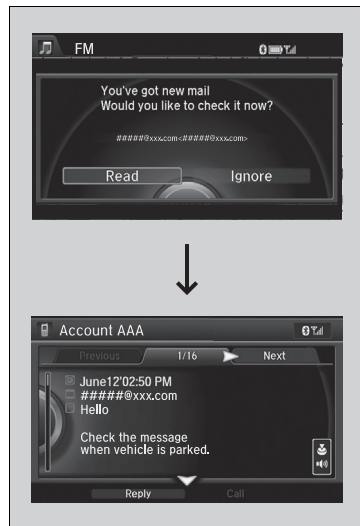 FM
You've got new mail
Would you like to check it now?
#####@xxx.com<#####@xxx.com>
Read Ignore
Account AAA
Previous 1/16 Next
June12'02:50 PM
#####@xxx.com
Hello
Check the message
when vehicle is parked.
Reply Call